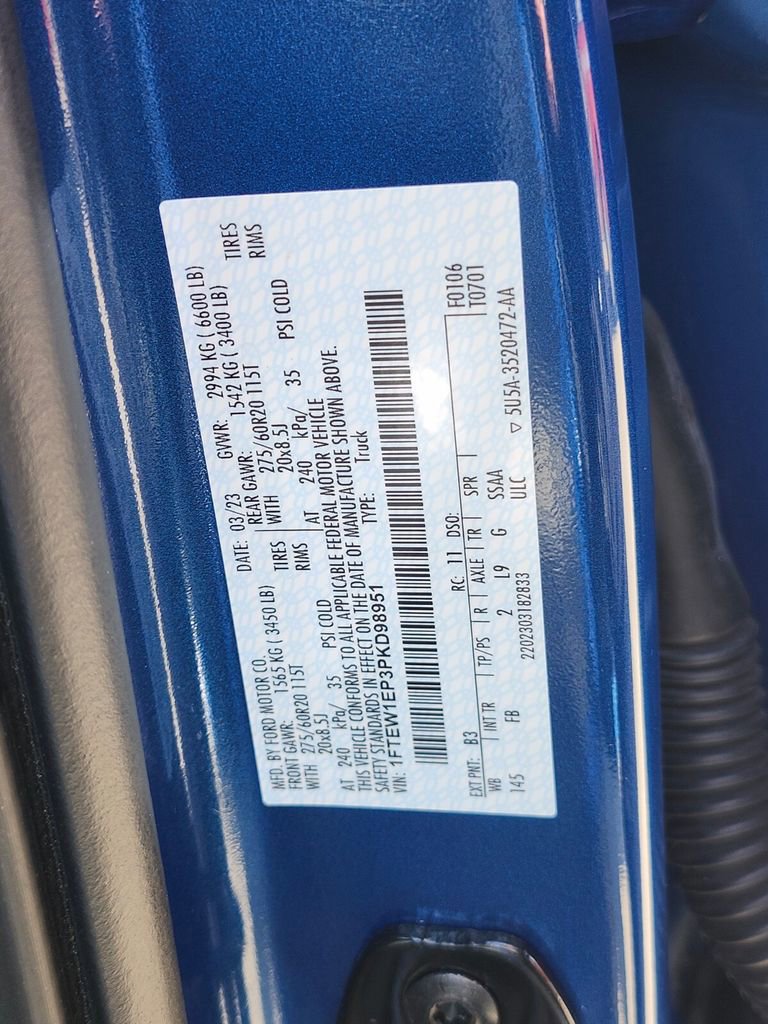 MFD. BY FORD MOTOR CO.
DATE: 03/23 GVWR: 2994 KG ( 6600 LB)
FRONT GAWR: 1565 KG ( 3450 LB) REAR GAWR: 1542 KG ( 3400 LB)
WITH 275/60R20 115T TIRES WITH 275/60R20 115T TIRES
20x8.5J RIMS 20x8.5J RIMS
AT 240 kPa/ 35 PSI COLD AT 240 kPa/ 35 PSI COLD
THIS VEHICLE CONFORMS TO ALL APPLICABLE FEDERAL MOTOR VEHICLE
SAFETY STANDARDS IN EFFECT ON THE DATE OF MANUFACTURE SHOWN ABOVE.
VIN: 1FTEW1EP3PKD98951 TYPE: Truck
F0106
EXT PNT: B3 RC: 11 DSO: T0701
WB INT TR TP/PS R AXLE TR SPR
145 FB 2 L9 G SSAA
2202303182833 ULC ▽ 5U5A-3520472-AA